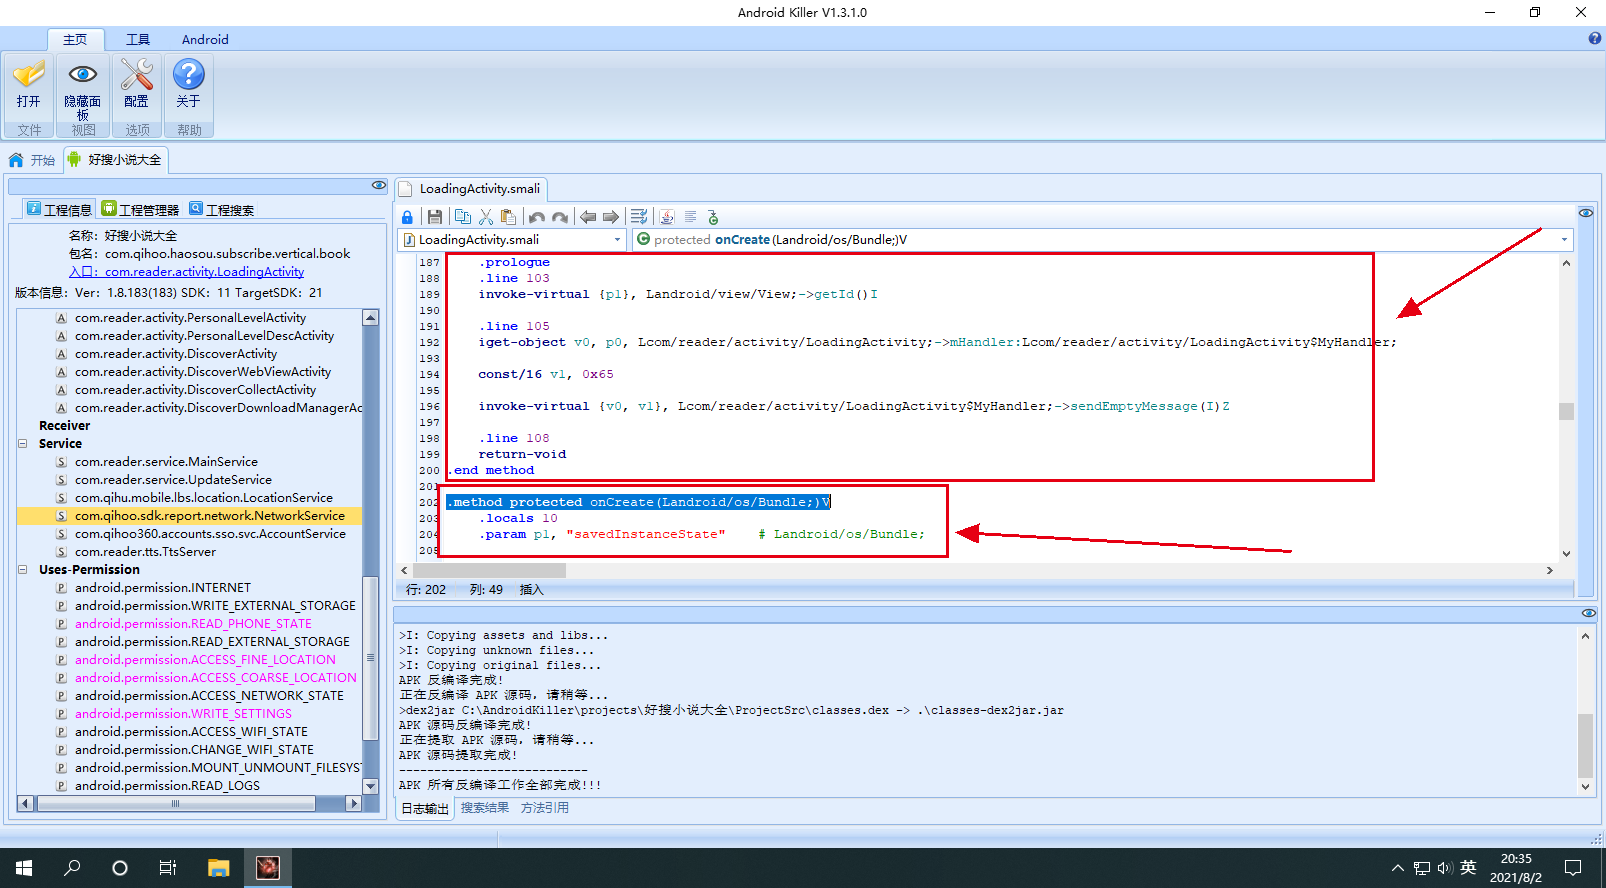 Android Killer V1.3.1.0
主页 工具 Android
打开 隐藏面板 配置 关于
文件 视图 选项 帮助
开始 好搜小说大全
工程信息 工程管理器 工程搜索
名称： 好搜小说大全
包名： com.qihoo.haosou.subscribe.vertical.book
入口： com.reader.activity.LoadingActivity
版本信息： Ver：1.8.183(183) SDK：11 TargetSDK：21
A com.reader.activity.PersonalLevelActivity
A com.reader.activity.PersonalLevelDescActivity
A com.reader.activity.DiscoverActivity
A com.reader.activity.DiscoverWebViewActivity
A com.reader.activity.DiscoverCollectActivity
A com.reader.activity.DiscoverDownloadManagerAc
Receiver
Service
S com.reader.service.MainService
S com.reader.service.UpdateService
S com.qihu.mobile.lbs.location.LocationService
S com.qihoo.sdk.report.network.NetworkService
S com.qihoo360.accounts.sso.svc.AccountService
S com.reader.tts.TtsServer
Uses-Permission
P android.permission.INTERNET
P android.permission.WRITE_EXTERNAL_STORAGE
P android.permission.READ_PHONE_STATE
P android.permission.READ_EXTERNAL_STORAGE
P android.permission.ACCESS_FINE_LOCATION
P android.permission.ACCESS_COARSE_LOCATION
P android.permission.ACCESS_NETWORK_STATE
P android.permission.WRITE_SETTINGS
P android.permission.ACCESS_WIFI_STATE
P android.permission.CHANGE_WIFI_STATE
P android.permission.MOUNT_UNMOUNT_FILESYST
P android.permission.READ_LOGS
LoadingActivity.smali
LoadingActivity.smali protected onCreate(Landroid/os/Bundle;)V
187 .prologue
188 .line 103
189 invoke-virtual {p1}, Landroid/view/View;->getId()I
190
191 .line 105
192 iget-object v0, p0, Lcom/reader/activity/LoadingActivity;->mHandler:Lcom/reader/activity/LoadingActivity$MyHandler;
193
194 const/16 v1, 0x65
195
196 invoke-virtual {v0, v1}, Lcom/reader/activity/LoadingActivity$MyHandler;->sendEmptyMessage(I)Z
197
198 .line 108
199 return-void
200 .end method
201
202 .method protected onCreate(Landroid/os/Bundle;)V
203 .locals 10
204 .param p1, "savedInstanceState" # Landroid/os/Bundle;
205
行: 202 列: 49 插入
>I: Copying assets and libs...
>I: Copying unknown files...
>I: Copying original files...
APK 反编译完成!
正在反编译 APK 源码，请稍等...
>dex2jar C:\AndroidKiller\projects\好搜小说大全\ProjectSrc\classes.dex -> .\classes-dex2jar.jar
APK 源码反编译完成!
正在提取 APK 源码，请稍等...
APK 源码提取完成!
---------------------------
APK 所有反编译工作全部完成!!!
日志输出 搜索结果 方法引用
英
20:35
2021/8/2